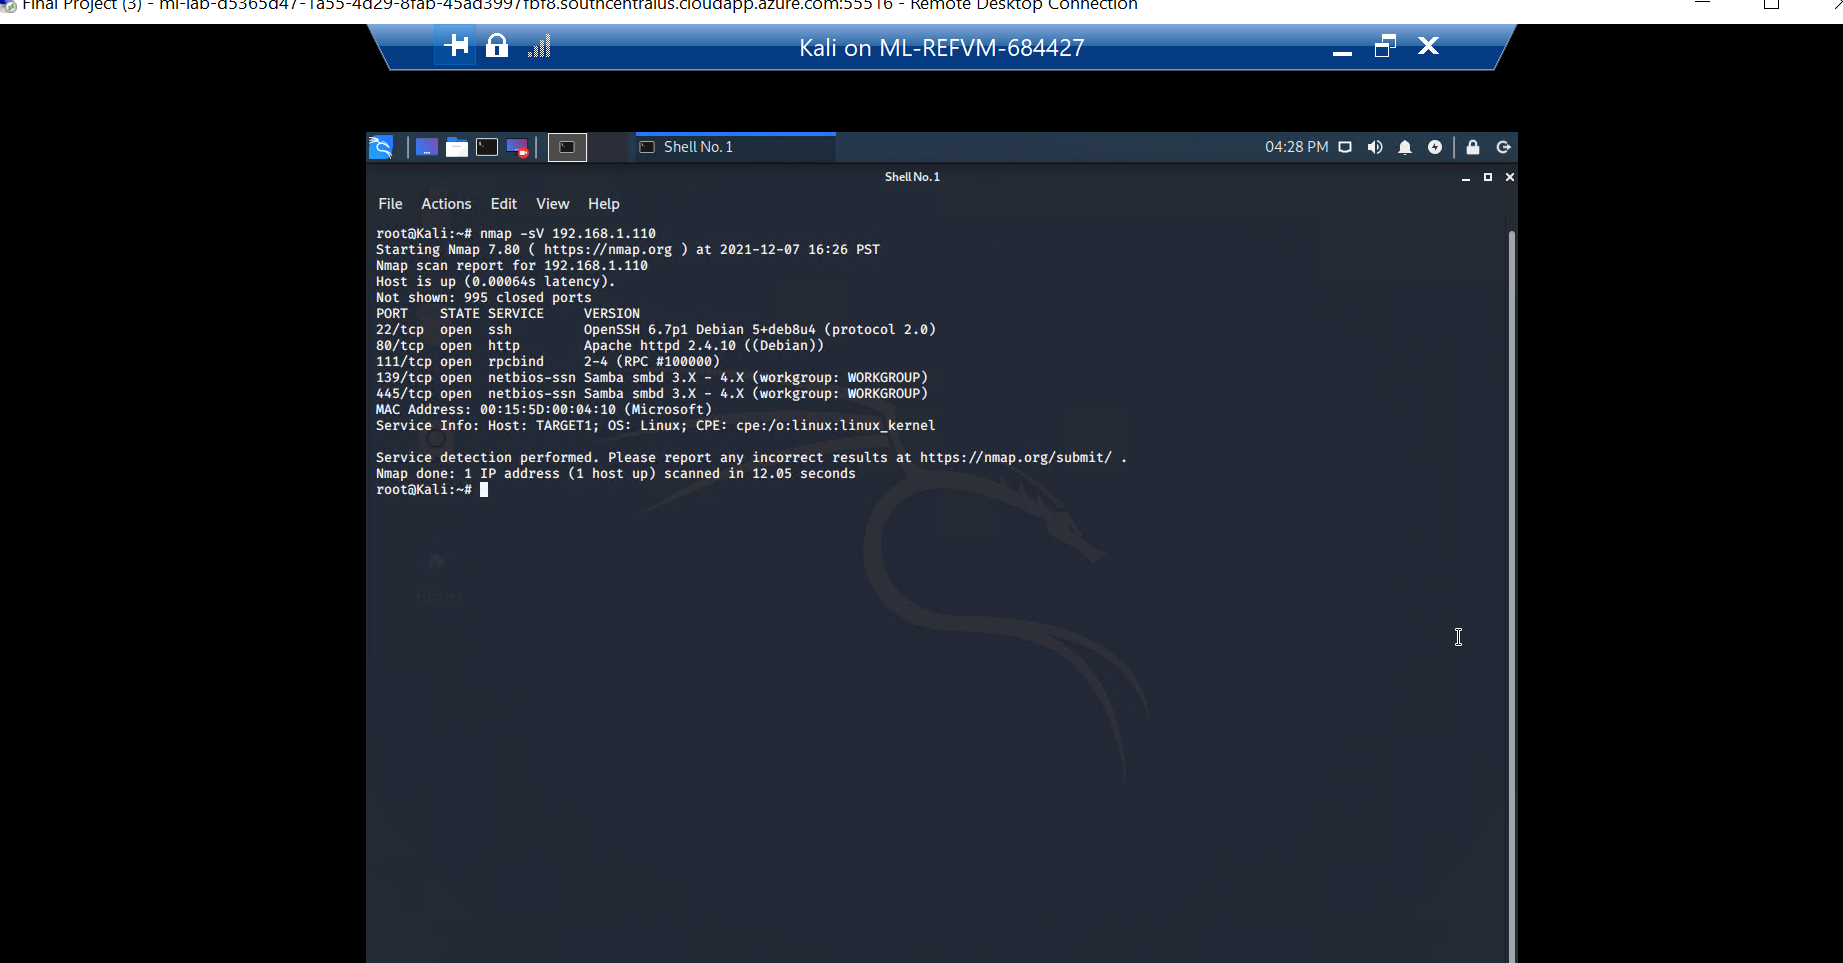 Final Project (3) - ml-lab-d5365d47-1a55-4d29-8fab-45ad3997fbf8.southcentralus.cloudapp.azure.com:55516 - Remote Desktop Connection
Kali on ML-REFVM-684427
Shell No. 1
04:28 PM
Shell No. 1
File Actions Edit View Help
root@Kali:~# nmap -sV 192.168.1.110
Starting Nmap 7.80 ( https://nmap.org ) at 2021-12-07 16:26 PST
Nmap scan report for 192.168.1.110
Host is up (0.00064s latency).
Not shown: 995 closed ports
PORT STATE SERVICE VERSION
22/tcp open ssh OpenSSH 6.7p1 Debian 5+deb8u4 (protocol 2.0)
80/tcp open http Apache httpd 2.4.10 ((Debian))
111/tcp open rpcbind 2-4 (RPC #100000)
139/tcp open netbios-ssn Samba smbd 3.X - 4.X (workgroup: WORKGROUP)
445/tcp open netbios-ssn Samba smbd 3.X - 4.X (workgroup: WORKGROUP)
MAC Address: 00:15:5D:00:04:10 (Microsoft)
Service Info: Host: TARGET1; OS: Linux; CPE: cpe:/o:linux:linux_kernel
Service detection performed. Please report any incorrect results at https://nmap.org/submit/ .
Nmap done: 1 IP address (1 host up) scanned in 12.05 seconds
root@Kali:~#
Home